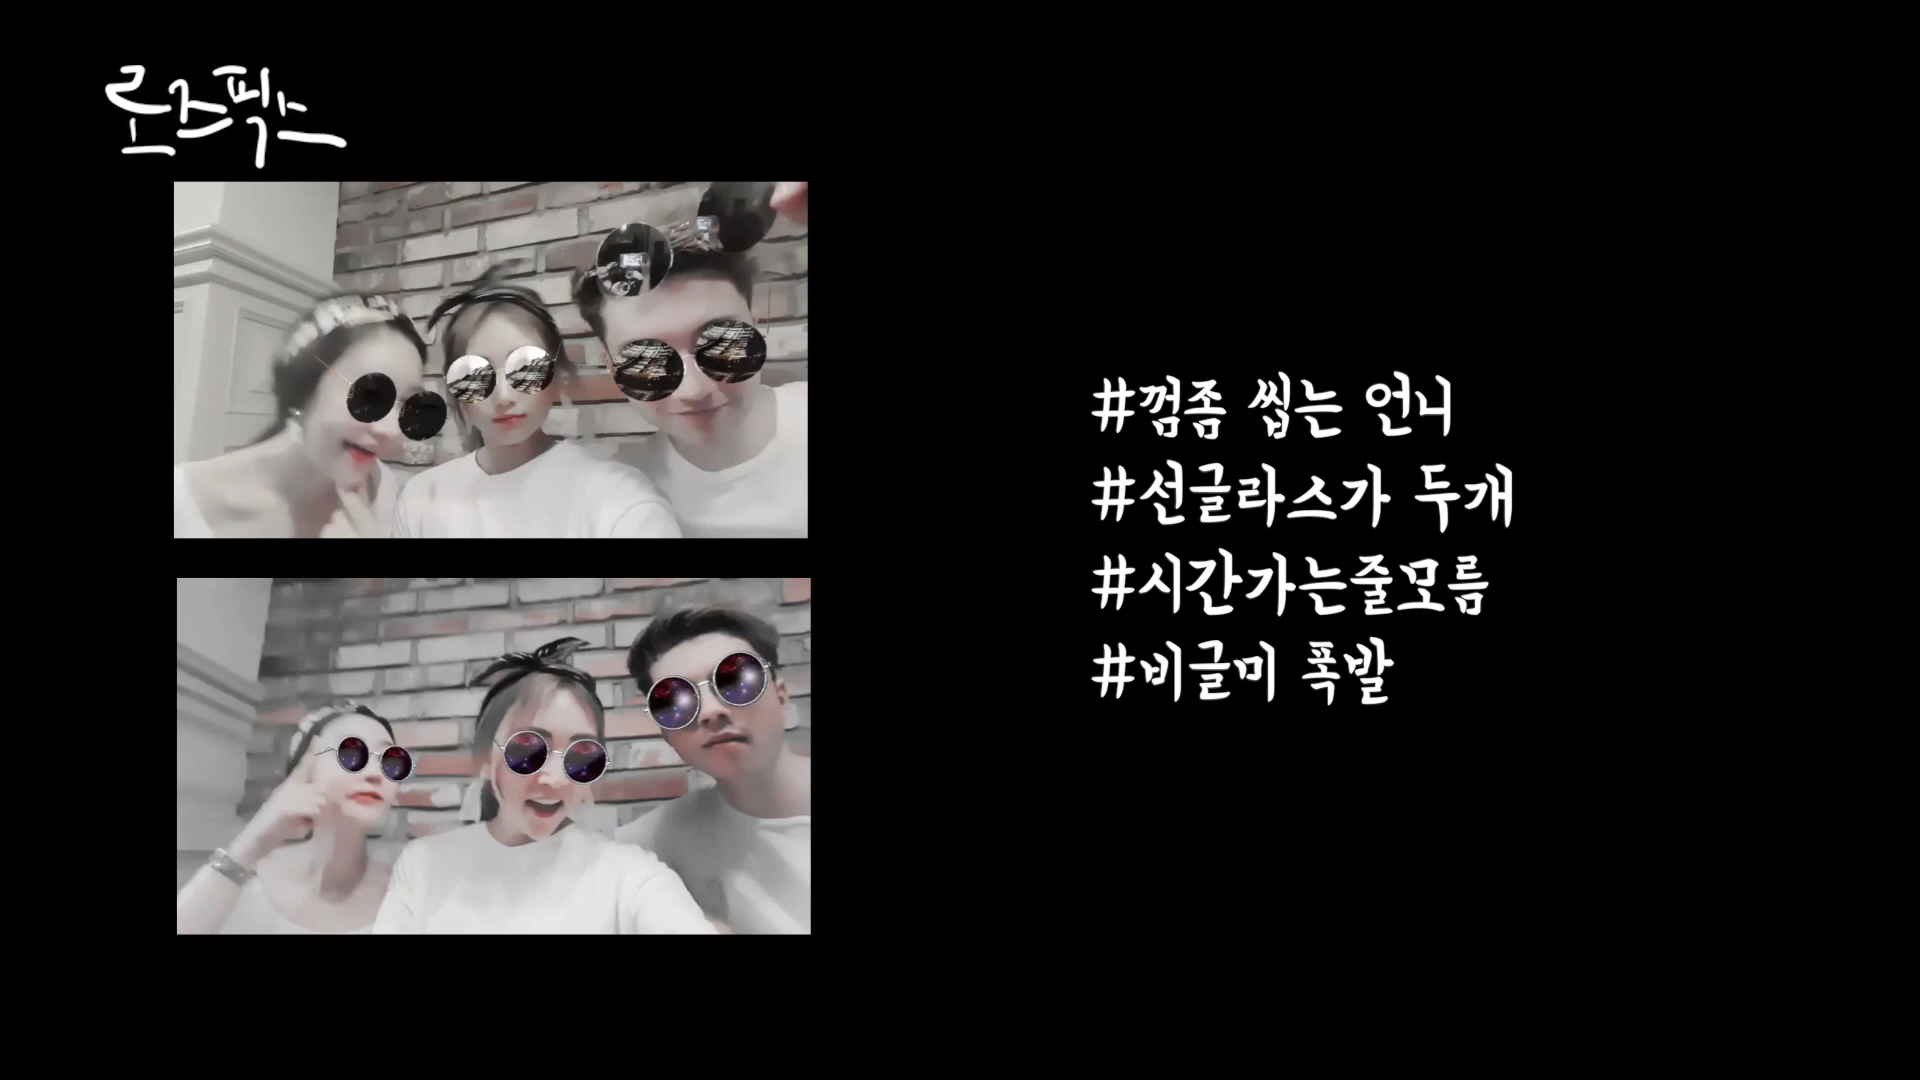 로즈픽스
#껌좀 씹는 언니
#선글라스가 두개
#시간가는줄모름
#비글미 폭발